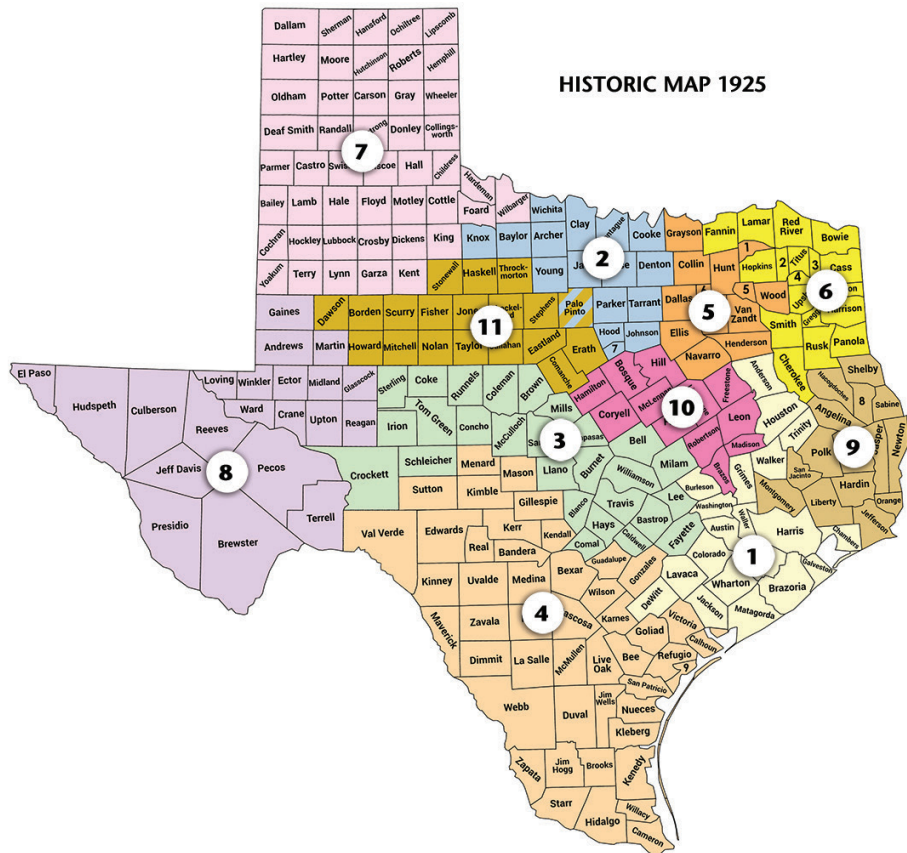 HISTORIC MAP 1925
Dallam
Sherman
Hansford
Ochiltree
Lipscomb
Hartley
Moore
Hutchinson
Roberts
Hemphill
Oldham
Potter
Carson
Gray
Wheeler
Deaf Smith
Randall
Donley
Collings-
worth
7
Parmer
Castro
Hall
Childress
Hardeman
Bailey
Lamb
Hale
Floyd
Motley
Cottle
Foard
Wilbarger
Wichita
Clay
Cooke
Grayson
Fannin
Lamar
Red
River
Bowie
Cochran
Hockley
Lubbock
Crosby
Dickens
King
Knox
Baylor
Archer
2
Denton
Collin
Hunt
1
Hopkins
2
Titus
3
Cass
4
Yoakum
Terry
Lynn
Garza
Kent
Stonewall
Haskell
Throck-
morton
Young
6
Gaines
Dawson
Borden
Scurry
Fisher
Stephens
Palo
Pinto
Parker
Tarrant
Dallas
5
5
Wood
Van
Zandt
Smith
11
Andrews
Martin
Howard
Mitchell
Nolan
Taylor
Eastland
Erath
Hood
7
Johnson
Ellis
Henderson
Rusk
Panola
Navarro
El Paso
Hudspeth
Culberson
Loving
Winkler
Ector
Midland
Glasscock
Sterling
Coke
Runnels
Coleman
Brown
Comanche
Hamilton
Bosque
Hill
Freestone
Anderson
Cherokee
Nacogdoches
Shelby
8
Sabine
Reeves
Ward
Crane
Upton
Reagan
Irion
Tom Green
Concho
McCulloch
Mills
Coryell
10
Leon
Houston
Trinity
Angelina
Newton
9
Jeff Davis
8
Pecos
Crockett
Schleicher
Menard
Mason
3
Llano
Burnet
Bell
Williamson
Milam
Robertson
Madison
Brazos
Walker
San
Jacinto
Polk
Hardin
Presidio
Brewster
Terrell
Sutton
Kimble
Gillespie
Blanco
Travis
Lee
Burleson
Grimes
Montgomery
Liberty
Orange
Jefferson
Val Verde
Edwards
Real
Kerr
Bandera
Kendall
Hays
Comal
Caldwell
Bastrop
Fayette
Washington
Waller
Austin
Harris
Chambers
Galveston
Kinney
Uvalde
Medina
Bexar
Guadalupe
Gonzales
Wilson
Lavaca
Colorado
1
Wharton
Brazoria
Maverick
Zavala
4
Karnes
DeWitt
Jackson
Matagorda
Dimmit
La Salle
McMullen
Live
Oak
Bee
Goliad
Victoria
Calhoun
Refugio
9
San Patricio
Webb
Duval
Jim
Wells
Nueces
Kleberg
Zapata
Jim
Hogg
Brooks
Kenedy
Starr
Hidalgo
Willacy
Cameron